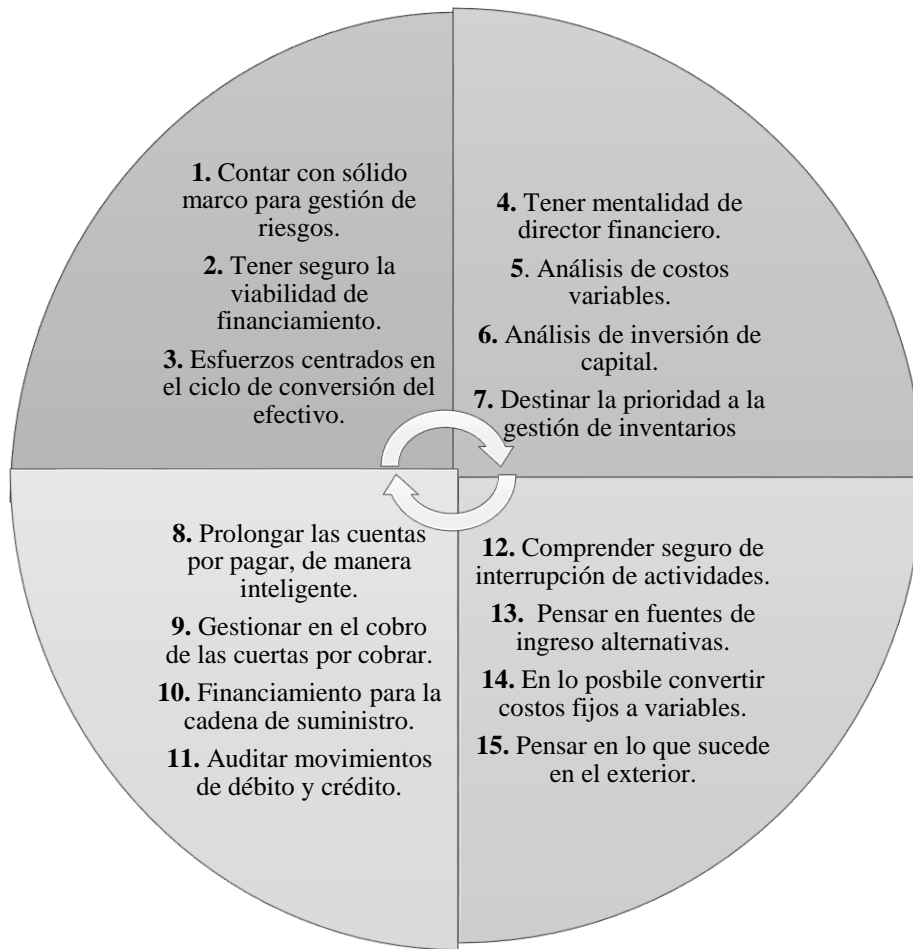 1. Contar con sólido
marco para gestión de
riesgos.
2. Tener seguro la
viabilidad de
financiamiento.
3. Esfuerzos centrados en
el ciclo de conversión del
efectivo.
4. Tener mentalidad de
director financiero.
5. Análisis de costos
variables.
6. Análisis de inversión de
capital.
7. Destinar la prioridad a la
gestión de inventarios
8. Prolongar las cuentas
por pagar, de manera
inteligente.
9. Gestionar en el cobro
de las cuertas por cobrar.
10. Financiamiento para la
cadena de suministro.
11. Auditar movimientos
de débito y crédito.
12. Comprender seguro de
interrupción de actividades.
13. Pensar en fuentes de
ingreso alternativas.
14. En lo posbile convertir
costos fijos a variables.
15. Pensar en lo que sucede
en el exterior.